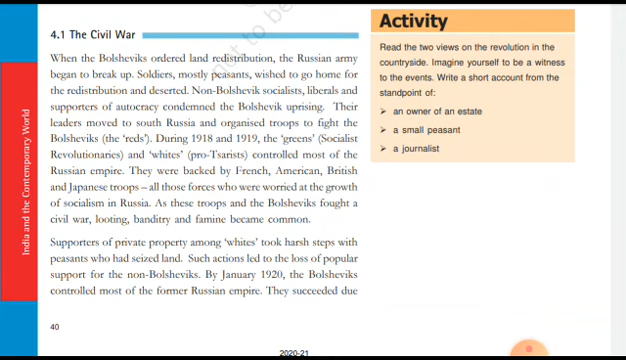 4.1 The Civil War
When the Bolsheviks ordered land redistribution, the Russian army
began to break up. Soldiers, mostly peasants, wished to go home for
the redistribution and deserted. Non-Bolshevik socialists, liberals and
supporters of autocracy condemned the Bolshevik uprising. Their
leaders moved to south Russia and organised troops to fight the
Bolsheviks (the ‘reds’). During 1918 and 1919, the ‘greens’ (Socialist
Revolutionaries) and ‘whites’ (pro-Tsarists) controlled most of the
Russian empire. They were backed by French, American, British
and Japanese troops – all those forces who were worried at the growth
of socialism in Russia. As these troops and the Bolsheviks fought a
civil war, looting, banditry and famine became common.
Supporters of private property among ‘whites’ took harsh steps with
peasants who had seized land. Such actions led to the loss of popular
support for the non-Bolsheviks. By January 1920, the Bolsheviks
controlled most of the former Russian empire. They succeeded due
Activity
Read the two views on the revolution in the
countryside. Imagine yourself to be a witness
to the events. Write a short account from the
standpoint of:
➢ an owner of an estate
➢ a small peasant
➢ a journalist
India and the Contemporary World
40
2020-21
not to be